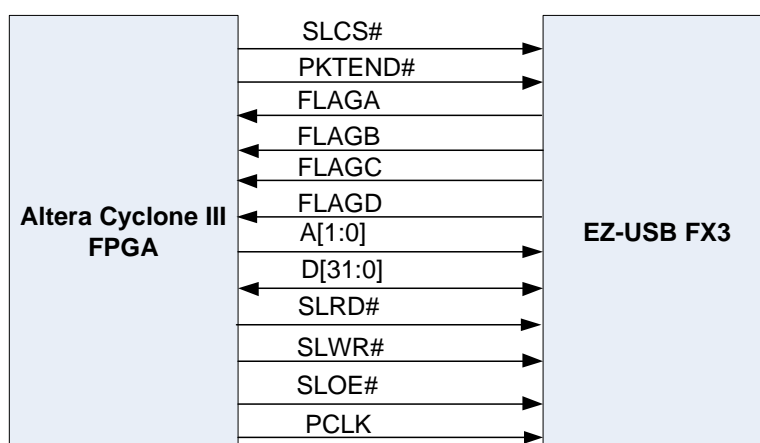 SLCS#
PKTEND#
FLAGA
FLAGB
FLAGC
FLAGD
Altera Cyclone III
FPGA
A[1:0]
EZ-USB FX3
D[31:0]
SLRD#
SLWR#
SLOE#
PCLK